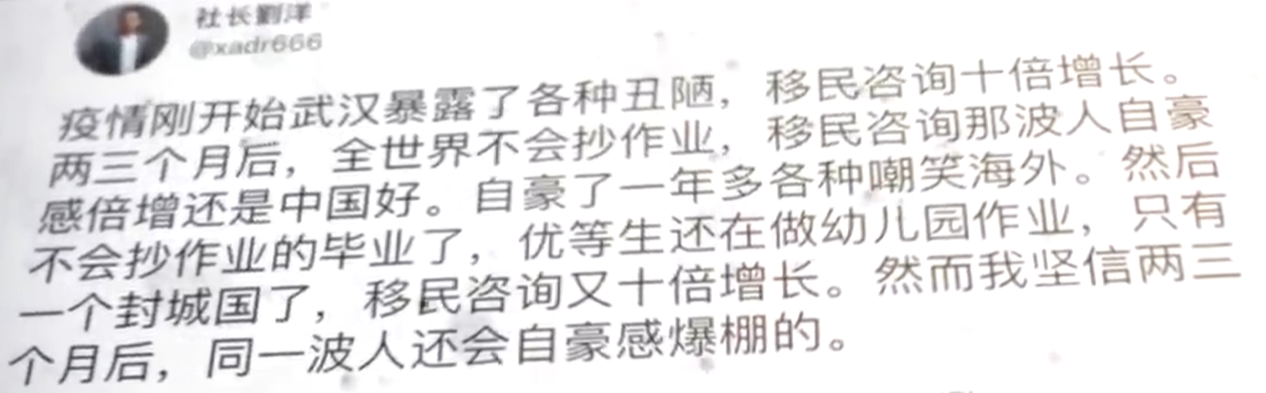 社长劉洋
@xadr666
疫情刚开始武汉暴露了各种丑陋，移民咨询十倍增长。
两三个月后，全世界不会抄作业，移民咨询那波人自豪
感倍增还是中国好。自豪了一年多各种嘲笑海外。然后
不会抄作业的毕业了，优等生还在做幼儿园作业，只有
一个封城国了，移民咨询又十倍增长。然而我坚信两三
个月后，同一波人还会自豪感爆棚的。